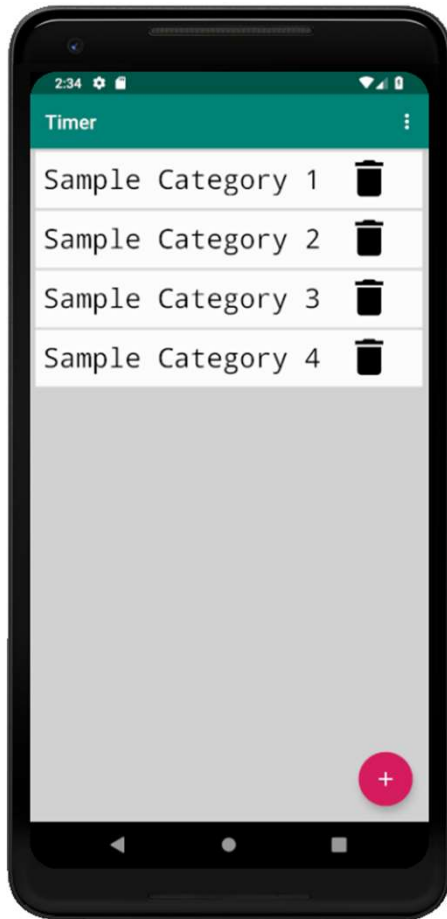 2:34
Timer
Sample Category 1
Sample Category 2
Sample Category 3
Sample Category 4
+